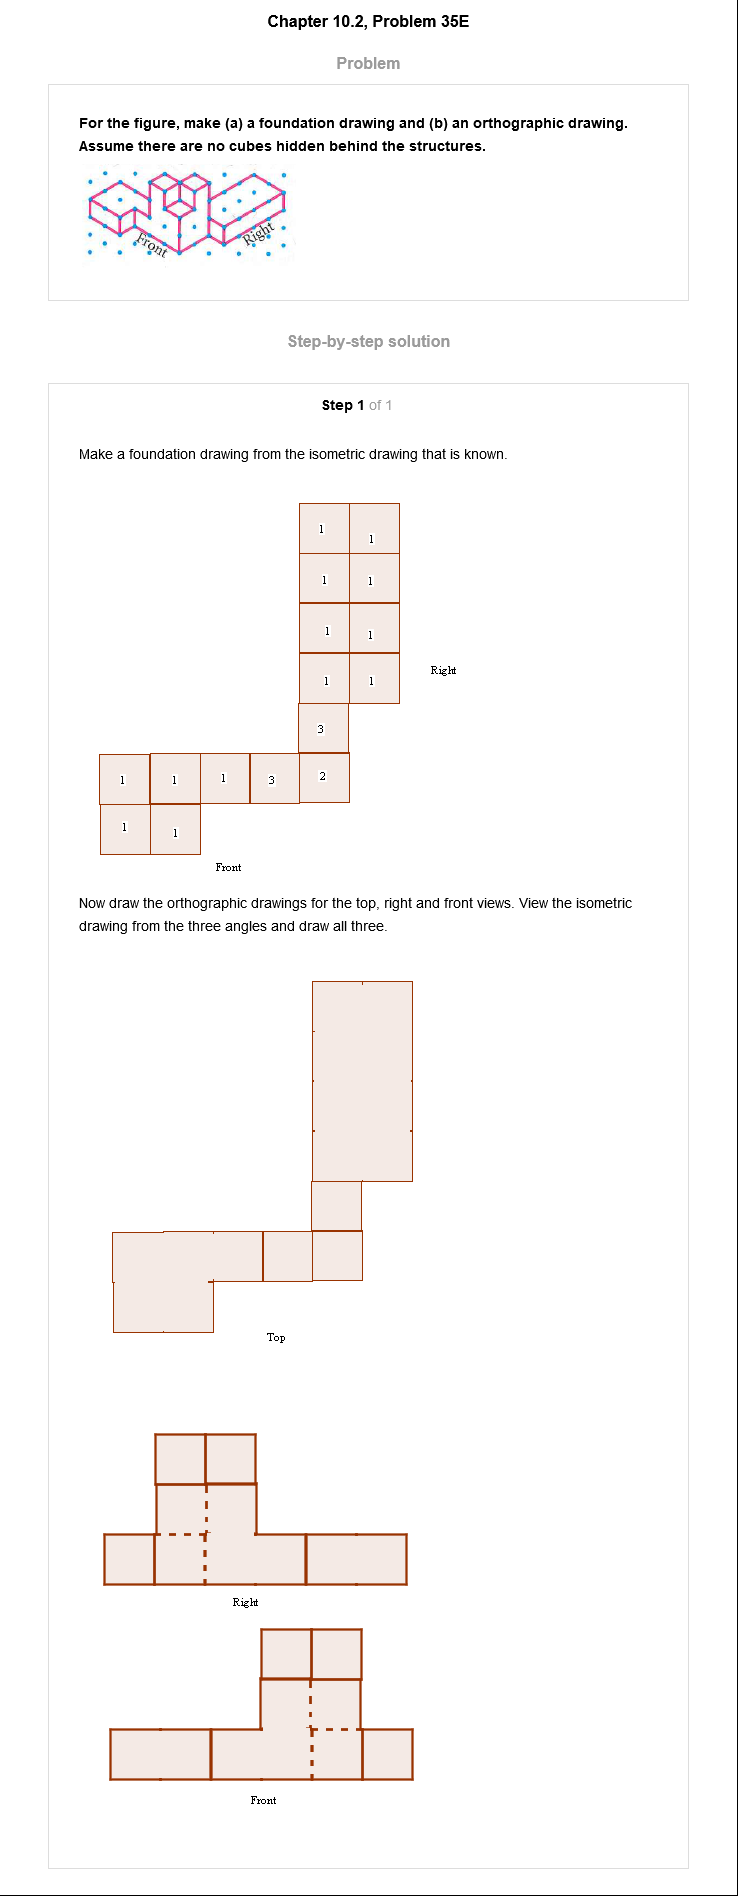 Chapter 10.2, Problem 35E
Problem
For the figure, make (a) a foundation drawing and (b) an orthographic drawing.
Assume there are no cubes hidden behind the structures.
Front
Right
Step-by-step solution
Step 1 of 1
Make a foundation drawing from the isometric drawing that is known.
1 1
1 1
1 1
1 1
Right
3
1 1 1 3 2
1 1
Front
Now draw the orthographic drawings for the top, right and front views. View the isometric
drawing from the three angles and draw all three.
Top
Right
Front